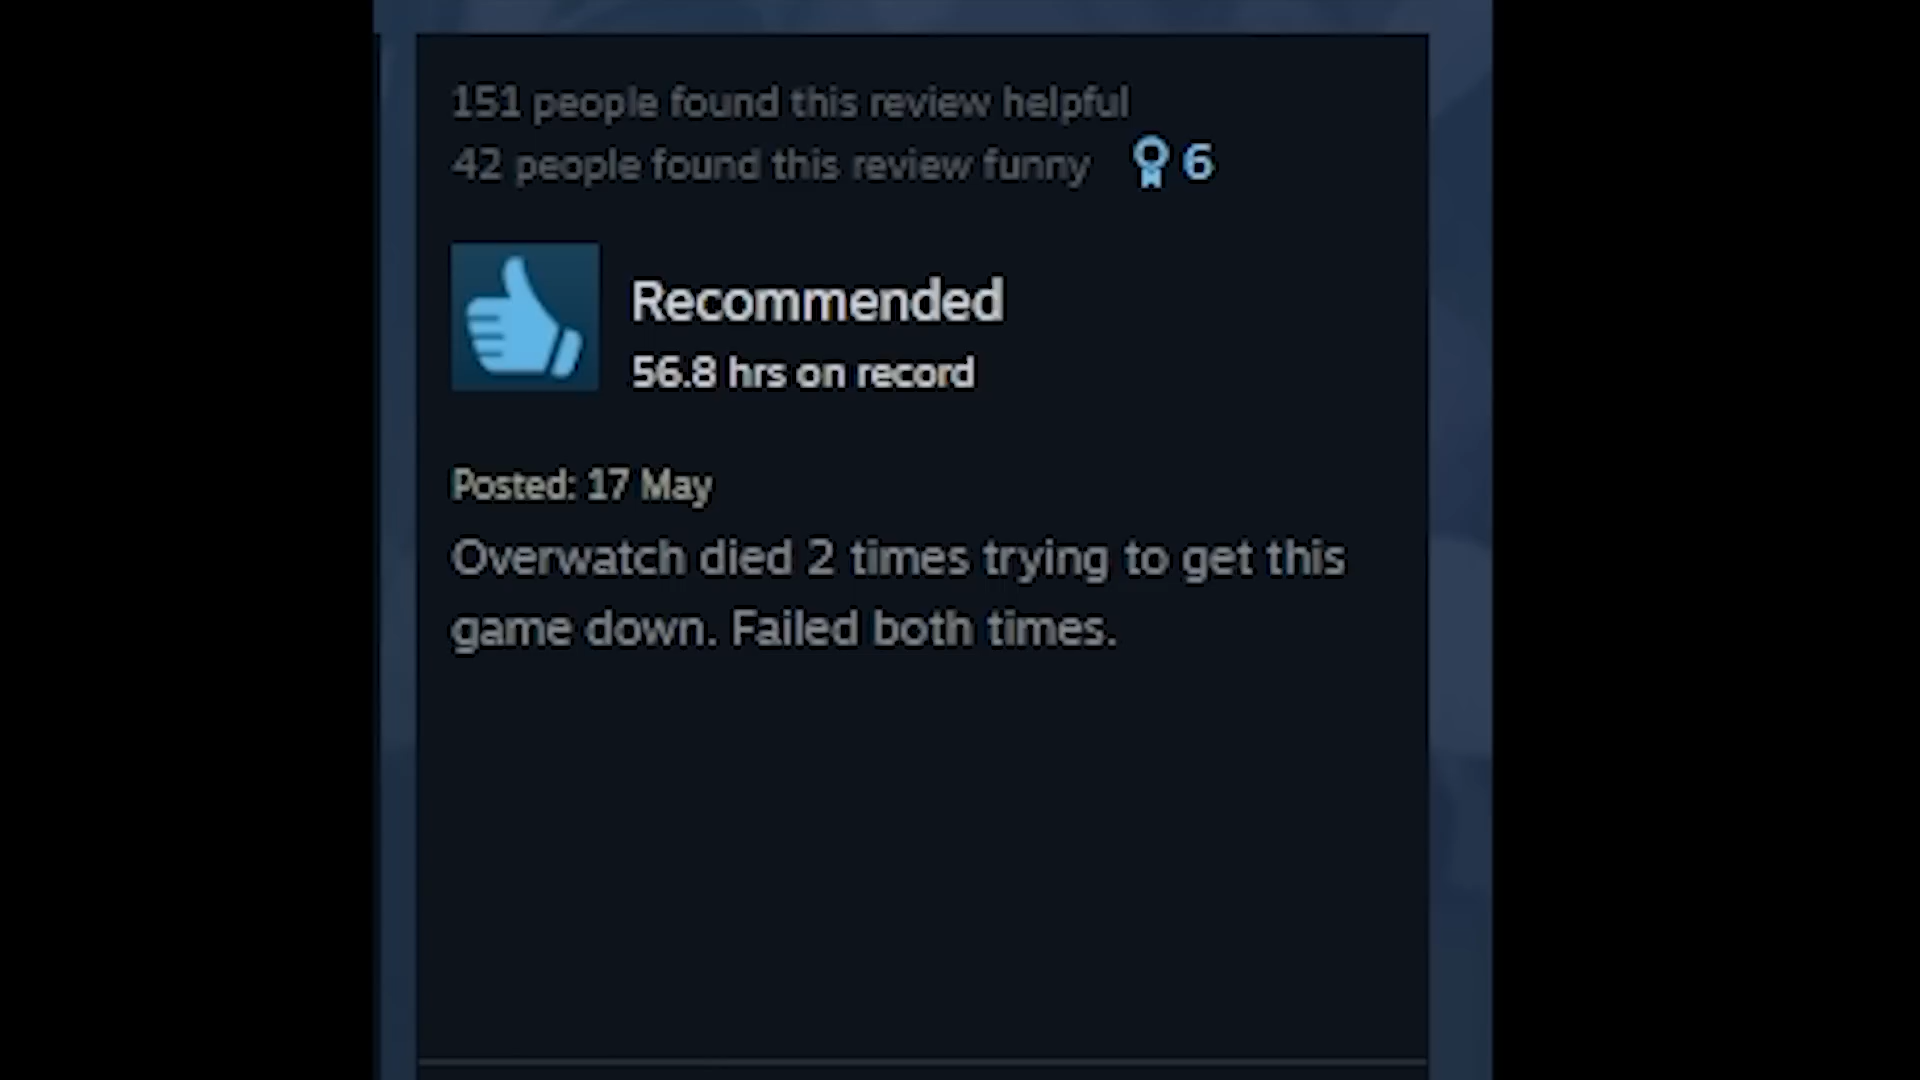 151 people found this review helpful
42 people found this review funny 6
Recommended
56.8 hrs on record
Posted: 17 May
Overwatch died 2 times trying to get this
game down. Failed both times.